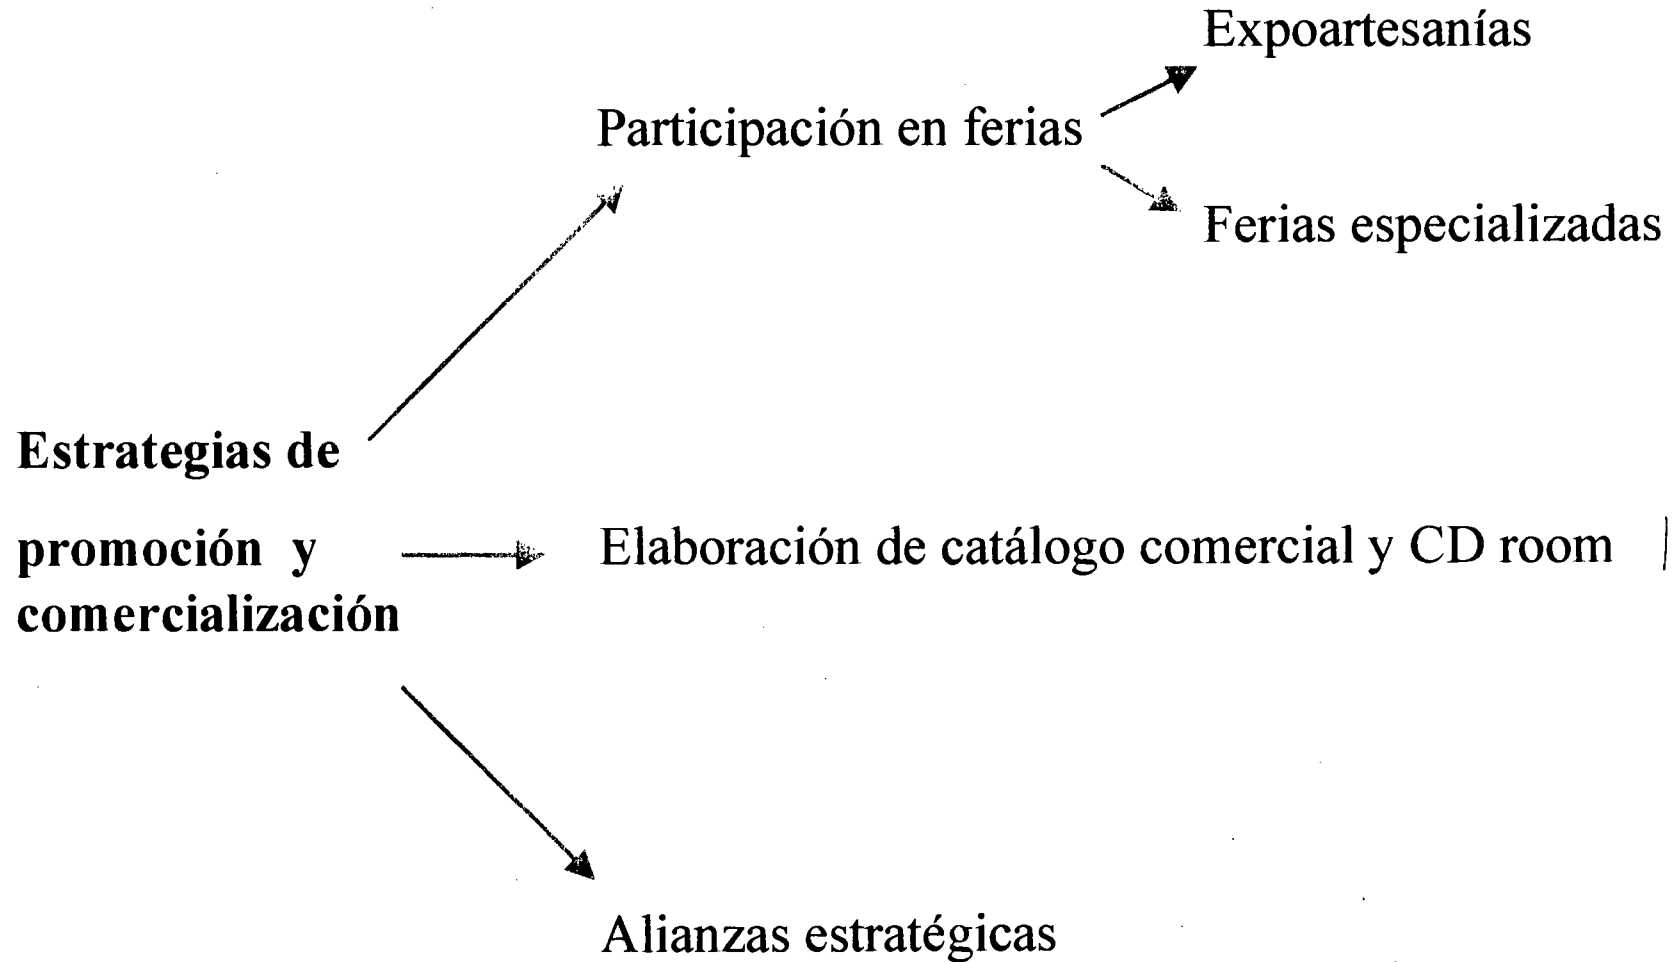 Expoartesanías
Participación en ferias
Ferias especializadas
Estrategias de
promoción y
comercialización
Elaboración de catálogo comercial y CD room
Alianzas estratégicas